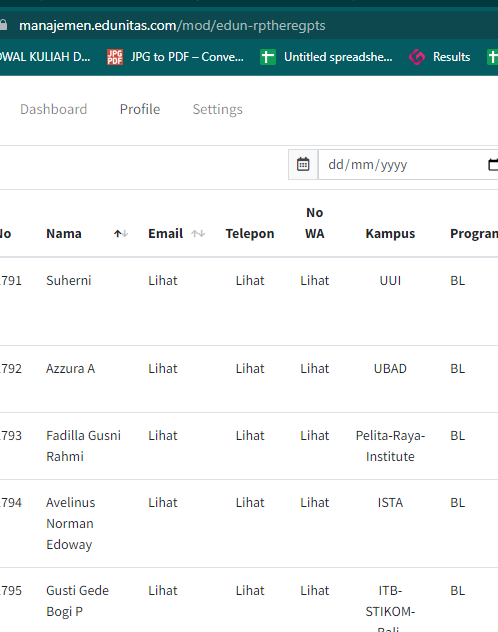 manajemen.edunitas.com/mod/edun-rptheregpts
DWAL KULIAH D... JPG to PDF – Conve... Untitled spreadshe... Results
Dashboard Profile Settings
dd/mm/yyyy
No Nama Email Telepon No WA Kampus Program
791 Suherni Lihat Lihat Lihat UUI BL
792 Azzura A Lihat Lihat Lihat UBAD BL
793 Fadilla Gusni Lihat Lihat Lihat Pelita-Raya- BL
Rahmi Institute
794 Avelinus Lihat Lihat Lihat ISTA BL
Norman
Edoway
795 Gusti Gede Lihat Lihat Lihat ITB- BL
Bogi P STIKOM-
Bali